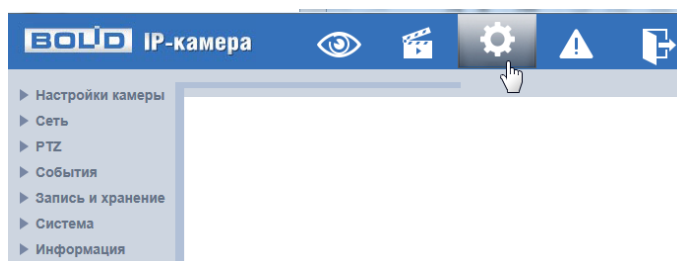 BOLID IP-камера
Настройки камеры
Сеть
PTZ
События
Запись и хранение
Система
Информация